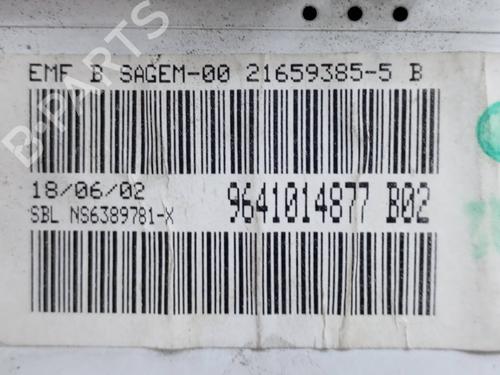 EMF B SAGEM-00 21659385-5 B
18/06/02
SBL NS6389781-X
9641014877 B02
B-PARTS